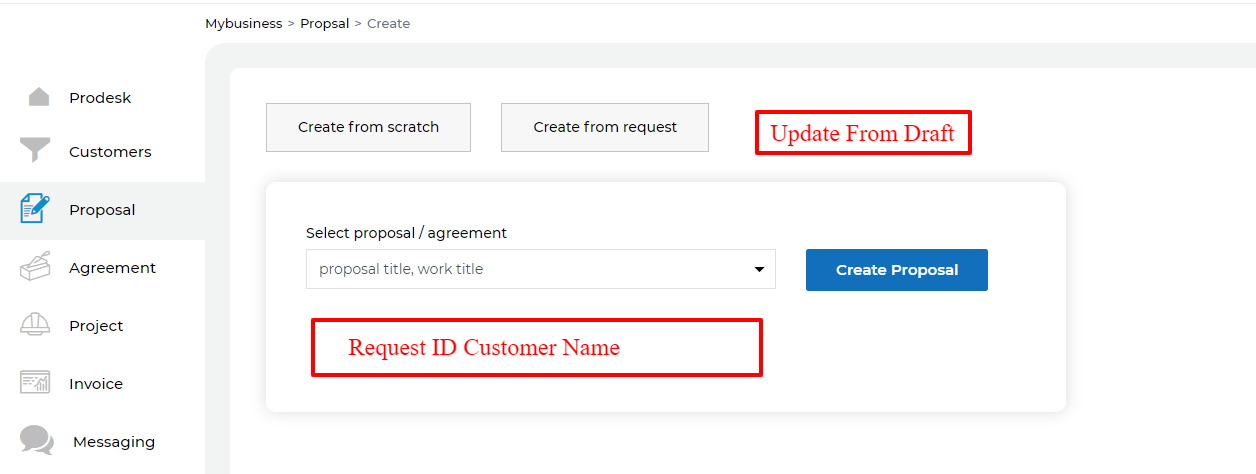 Mybusiness > Propsal > Create
Prodesk
Customers
Proposal
Agreement
Project
Invoice
Messaging
Create from scratch
Create from request
Update From Draft
Select proposal / agreement
proposal title, work title
Create Proposal
Request ID Customer Name